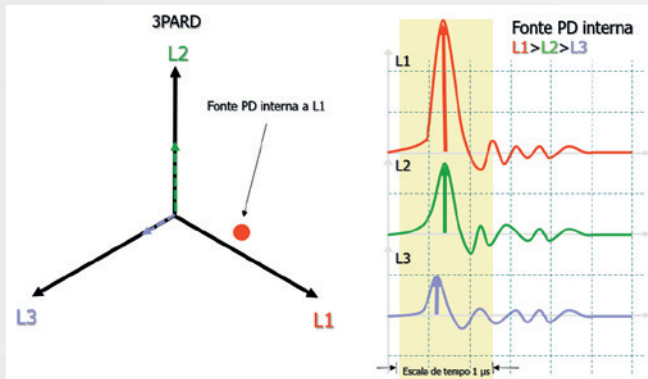 3PARD
L2
Fonte PD interna a L1
L3
L1
Fonte PD interna
L1>L2>L3
L1
L2
L3
Escala de tempo 1 µs